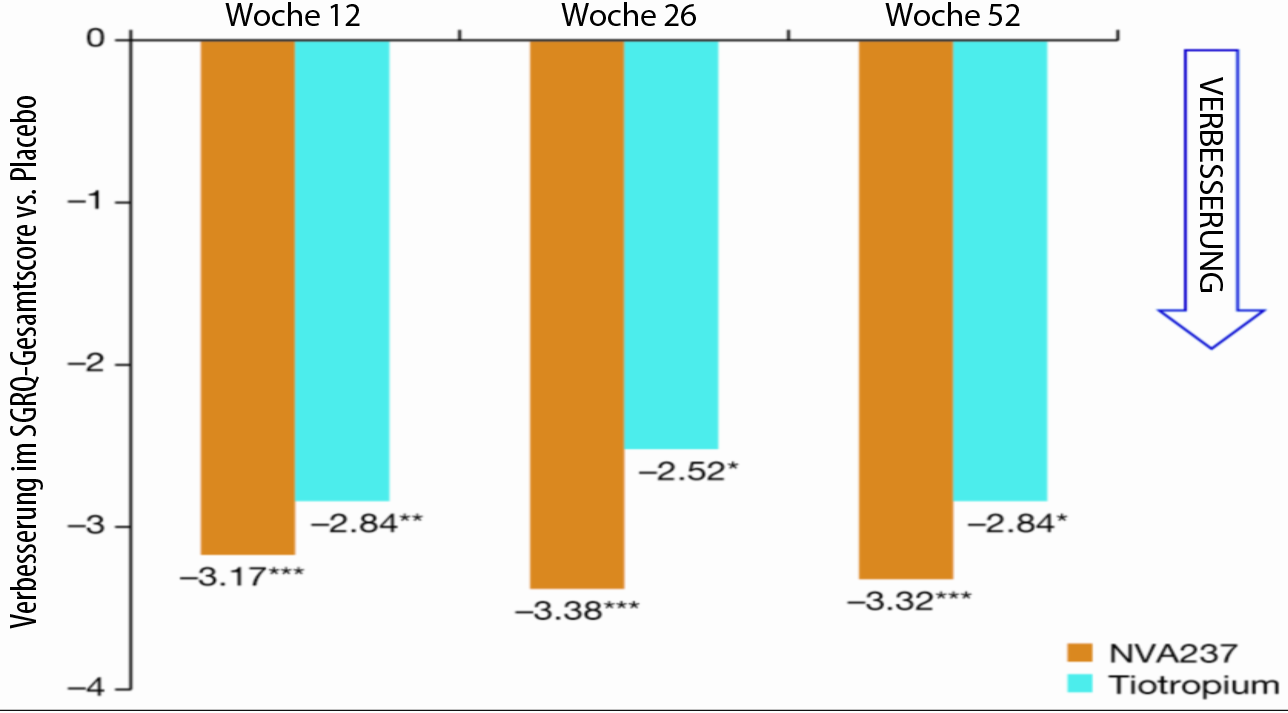 Woche 12
Woche 26
Woche 52
Verbesserung im SGRQ-Gesamtscore vs. Placebo
0
–1
–2
–3
–4
–3.17***
–2.84**
–3.38***
–2.52*
–3.32***
–2.84*
VERBESSERUNG
NVA237
Tiotropium